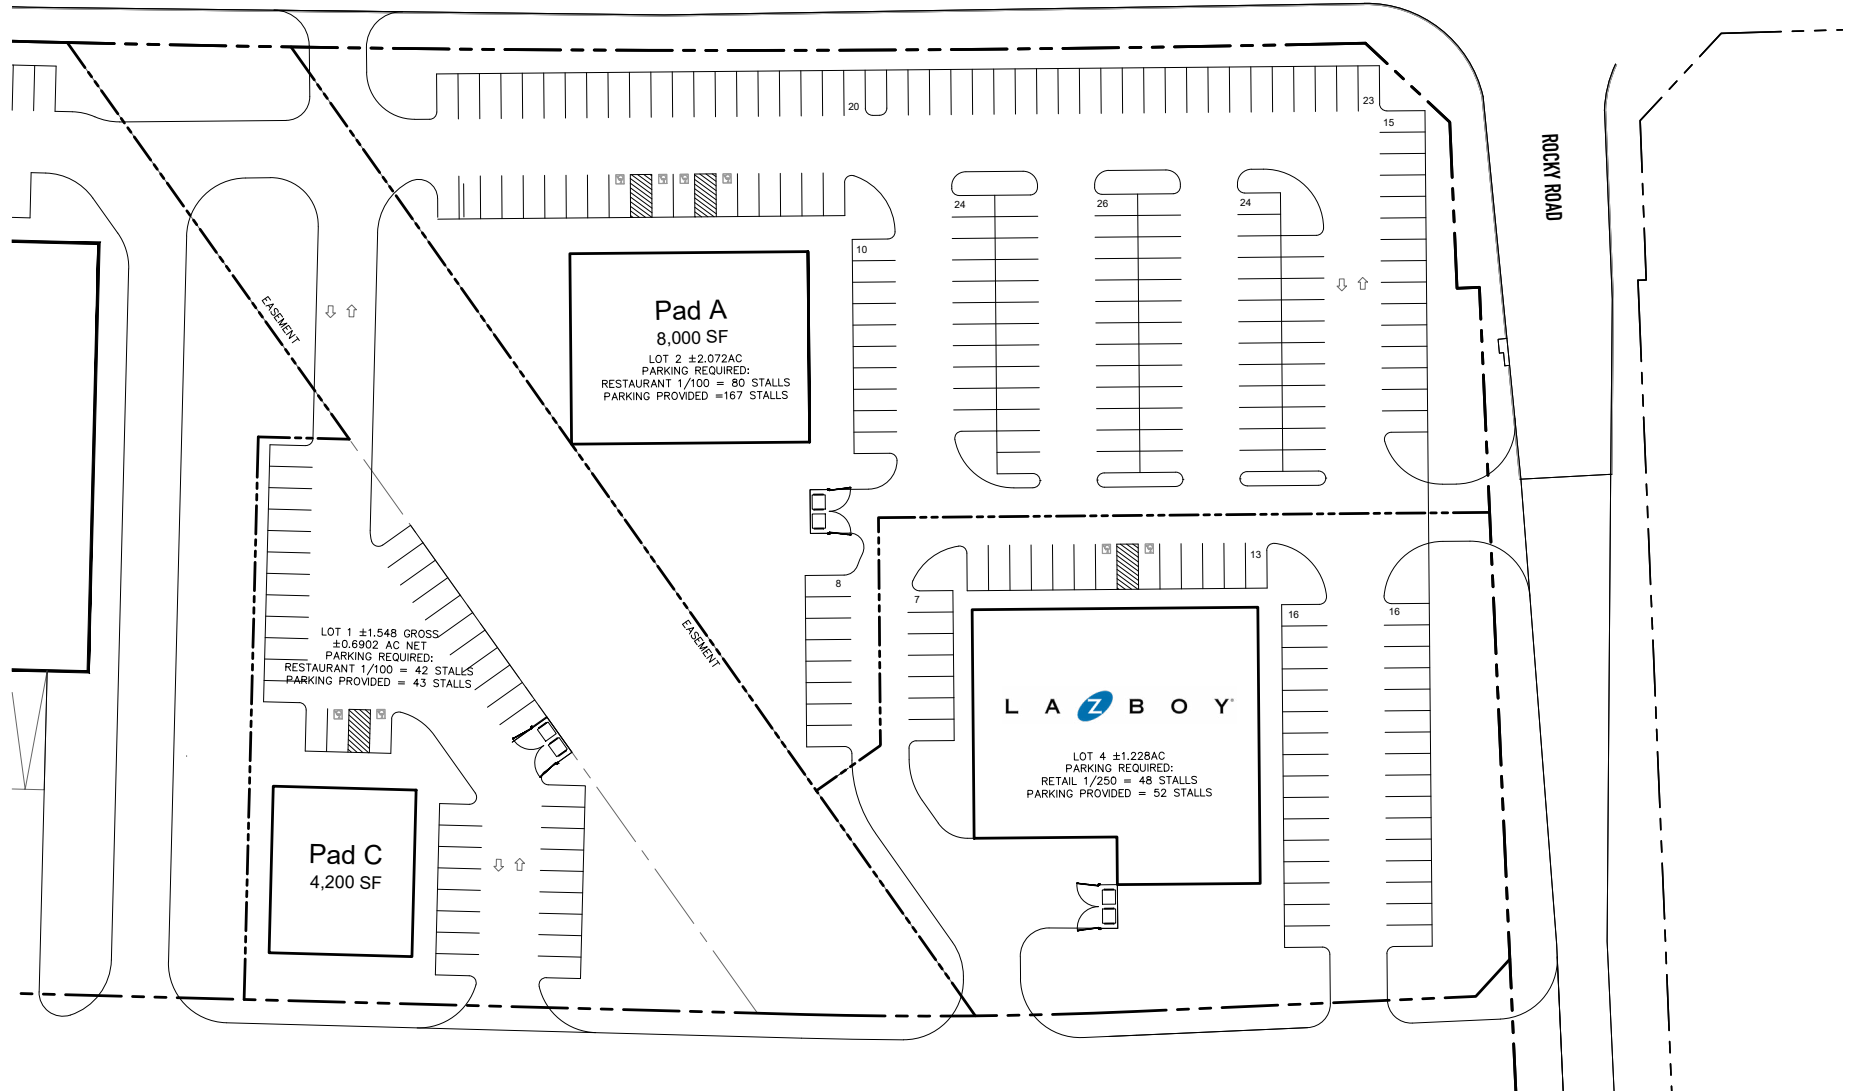 20
23
15
ROCKY ROAD
24
26
24
10
EASEMENT
Pad A
8,000 SF
LOT 2 ±2.072AC
PARKING REQUIRED:
RESTAURANT 1/100 = 80 STALLS
PARKING PROVIDED =167 STALLS
13
8
7
16
16
EASEMENT
LOT 1 ±1.548 GROSS
±0.6902 AC NET
PARKING REQUIRED:
RESTAURANT 1/100 = 42 STALLS
PARKING PROVIDED = 43 STALLS
LAZBOY
LOT 4 ±1.228AC
PARKING REQUIRED:
RETAIL 1/250 = 48 STALLS
PARKING PROVIDED = 52 STALLS
Pad C
4,200 SF